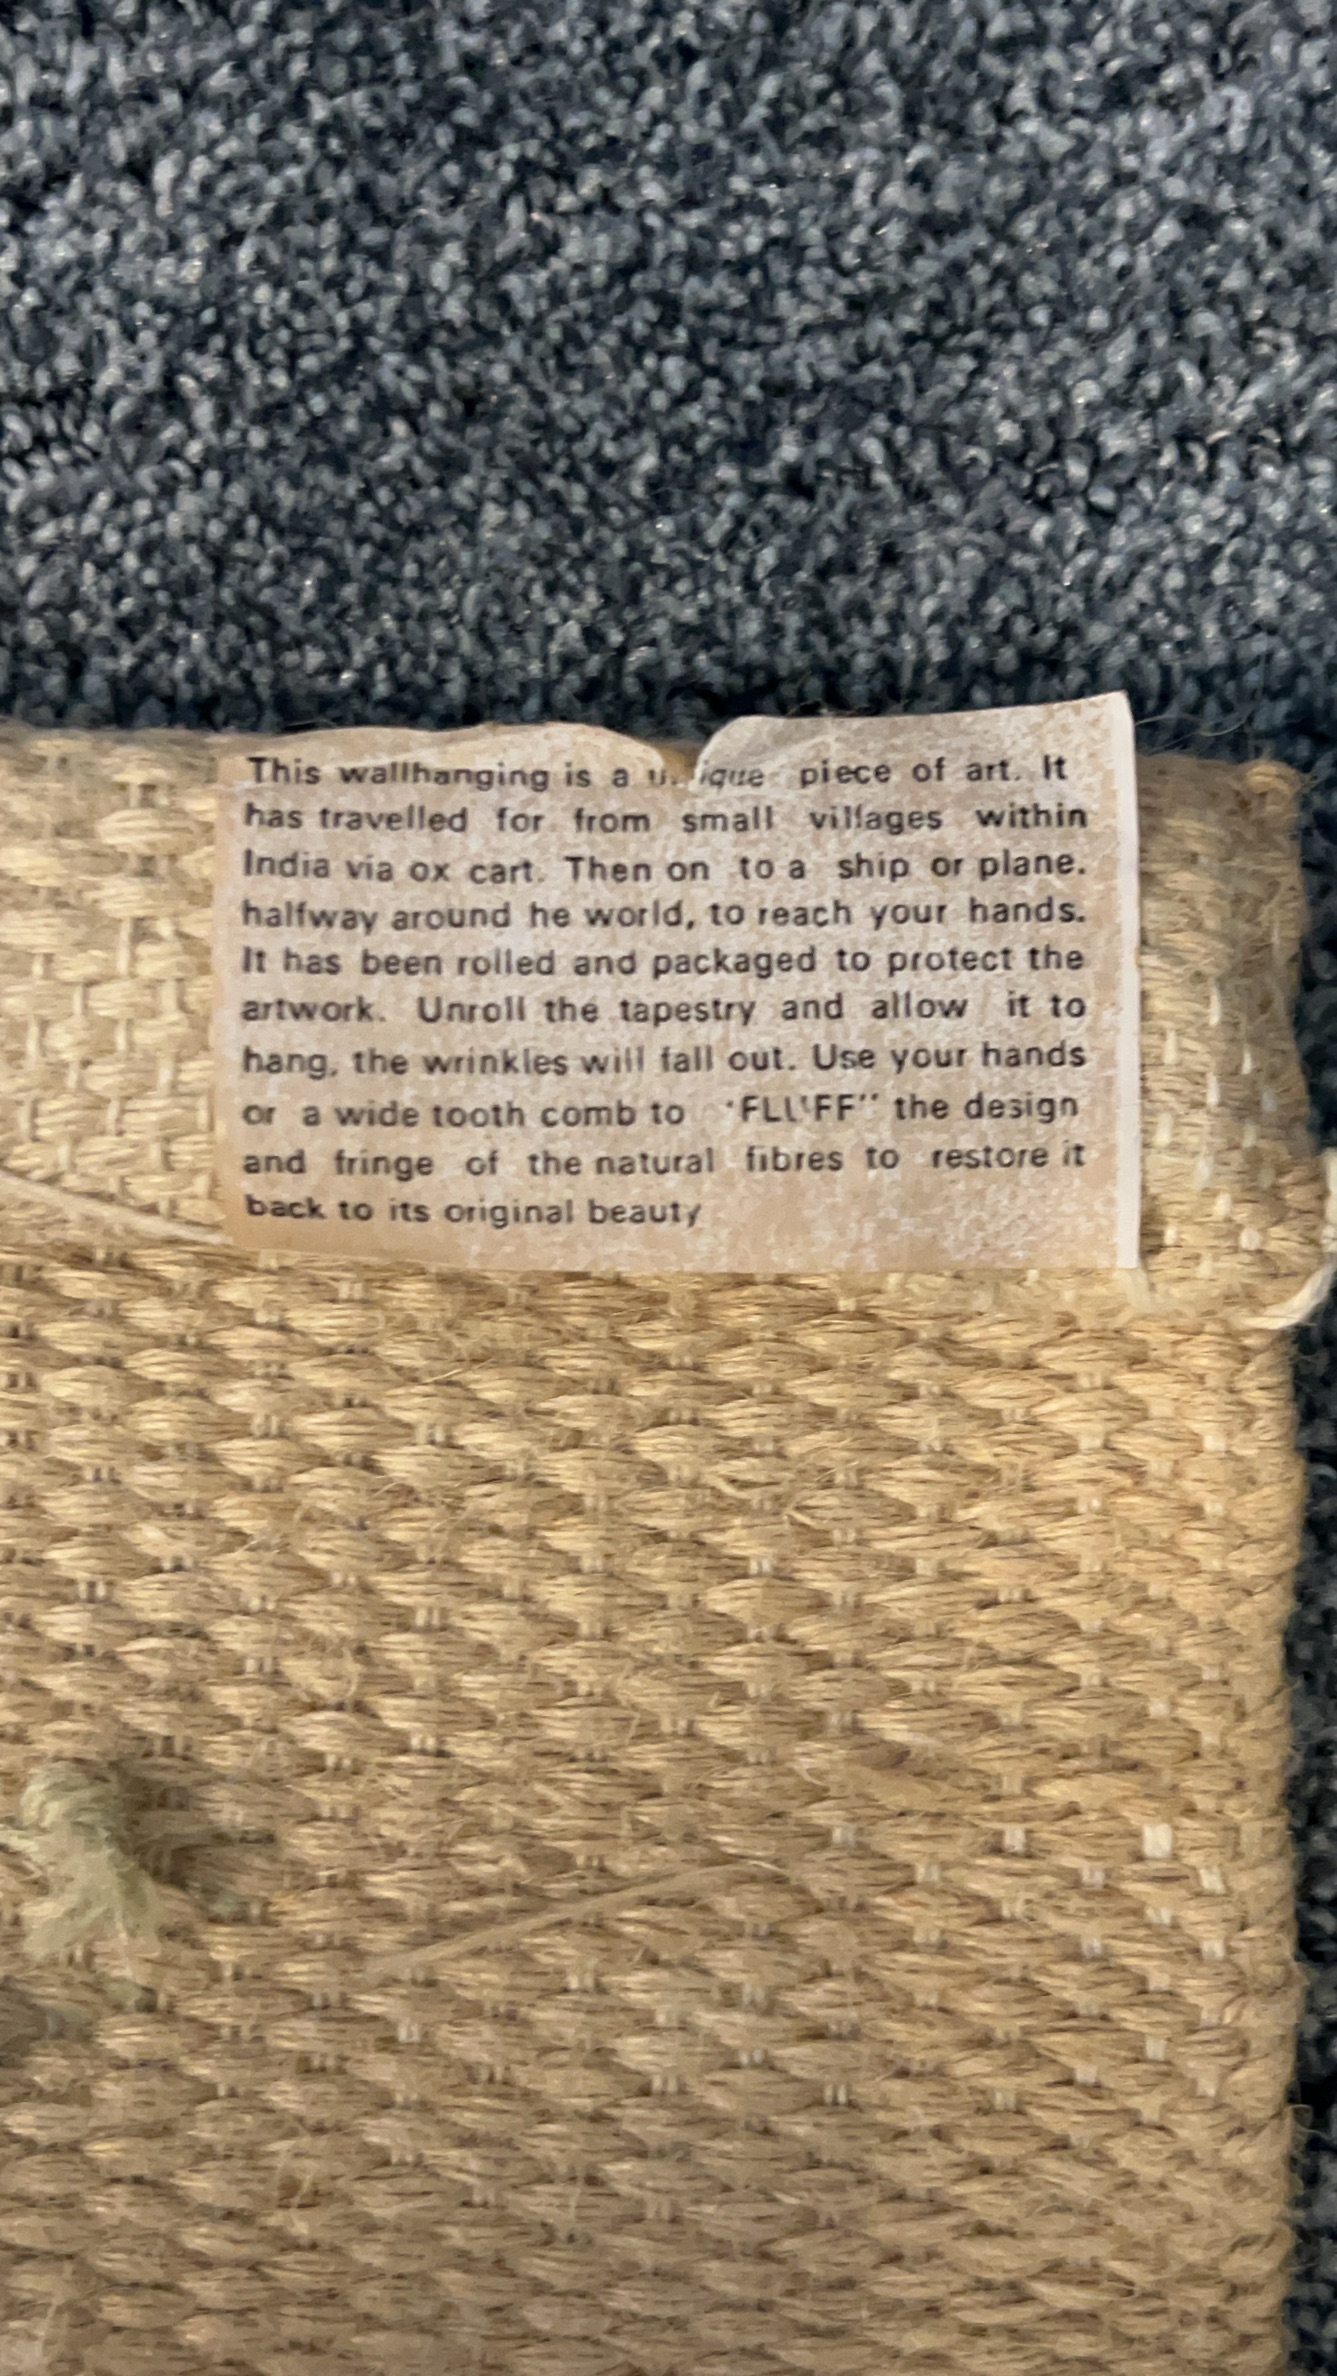 This wallhanging is a unique piece of art. It
has travelled for from small villages within
India via ox cart. Then on to a ship or plane.
halfway around he world, to reach your hands.
It has been rolled and packaged to protect the
artwork. Unroll the tapestry and allow it to
hang, the wrinkles will fall out. Use your hands
or a wide tooth comb to 'FLUFF" the design
and fringe of the natural fibres to restore it
back to its original beauty